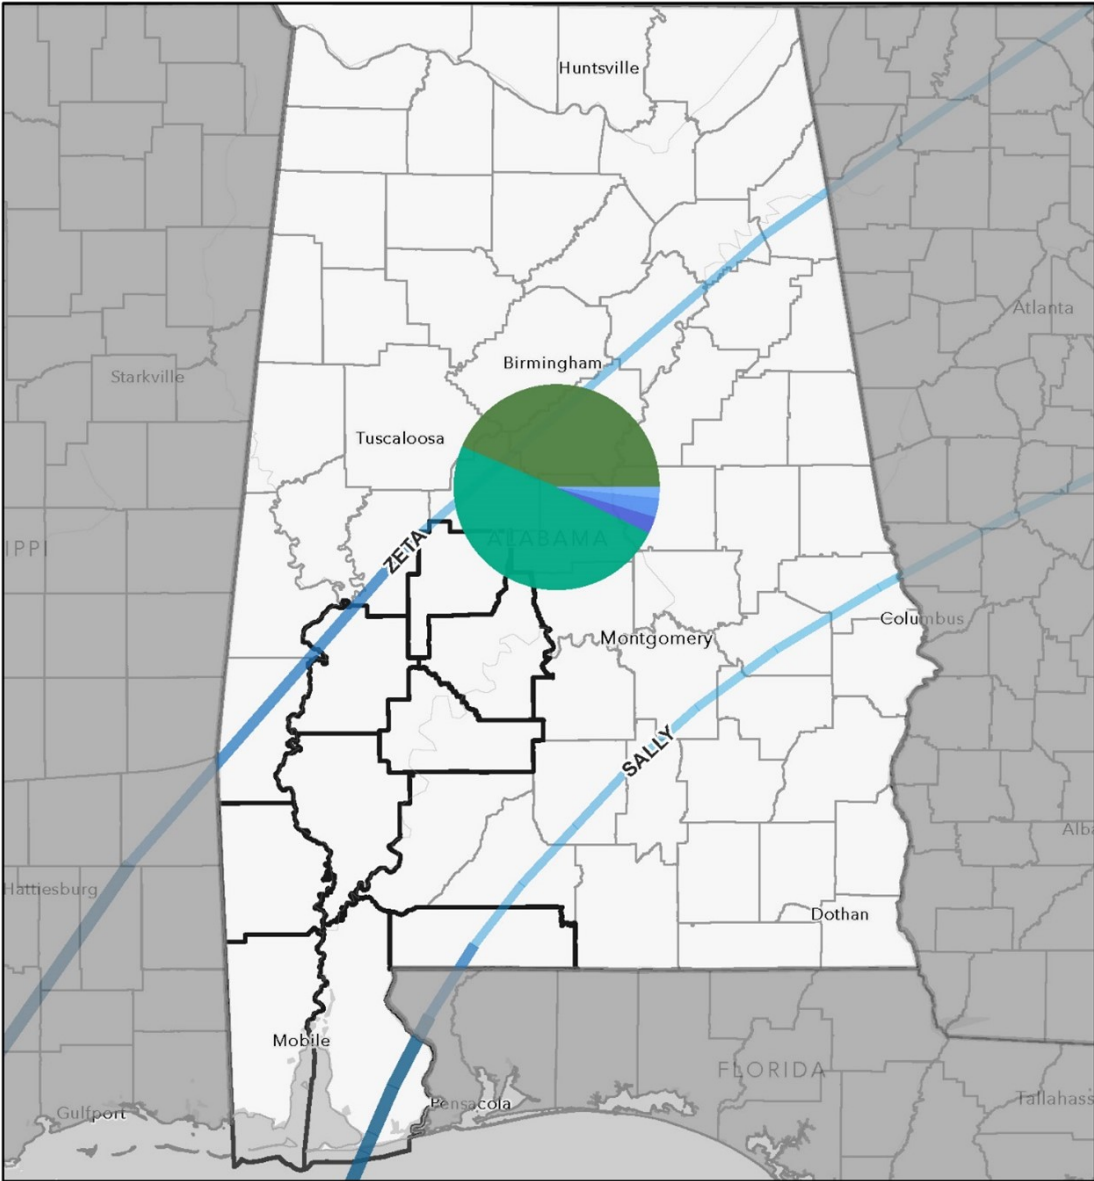 Huntsville
Atlanta
Birmingham
Starkville
Tuscaloosa
ALABAMA
IPPI
ZETA
Columbus
Montgomery
SALLY
Alba
Hattiesburg
Dothan
Mobile
FLORIDA
Pensacola
Tallahass
Gulfport